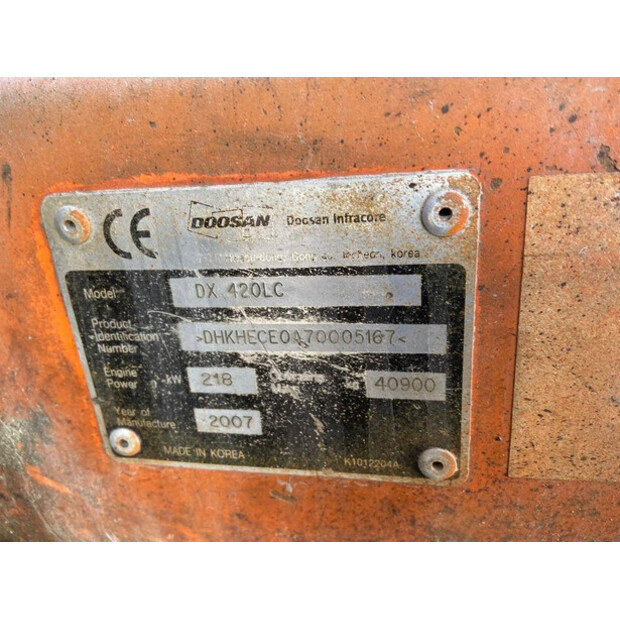 CE DOOSAN Doosan Infracore
Incheon, korea
Model DX 420LC
Product
Identification >DHKHECE0A70005167<
Number
Engine
Power kW 218 40900
Year of
Manufacture 2007
MADE IN KOREA K1012204A